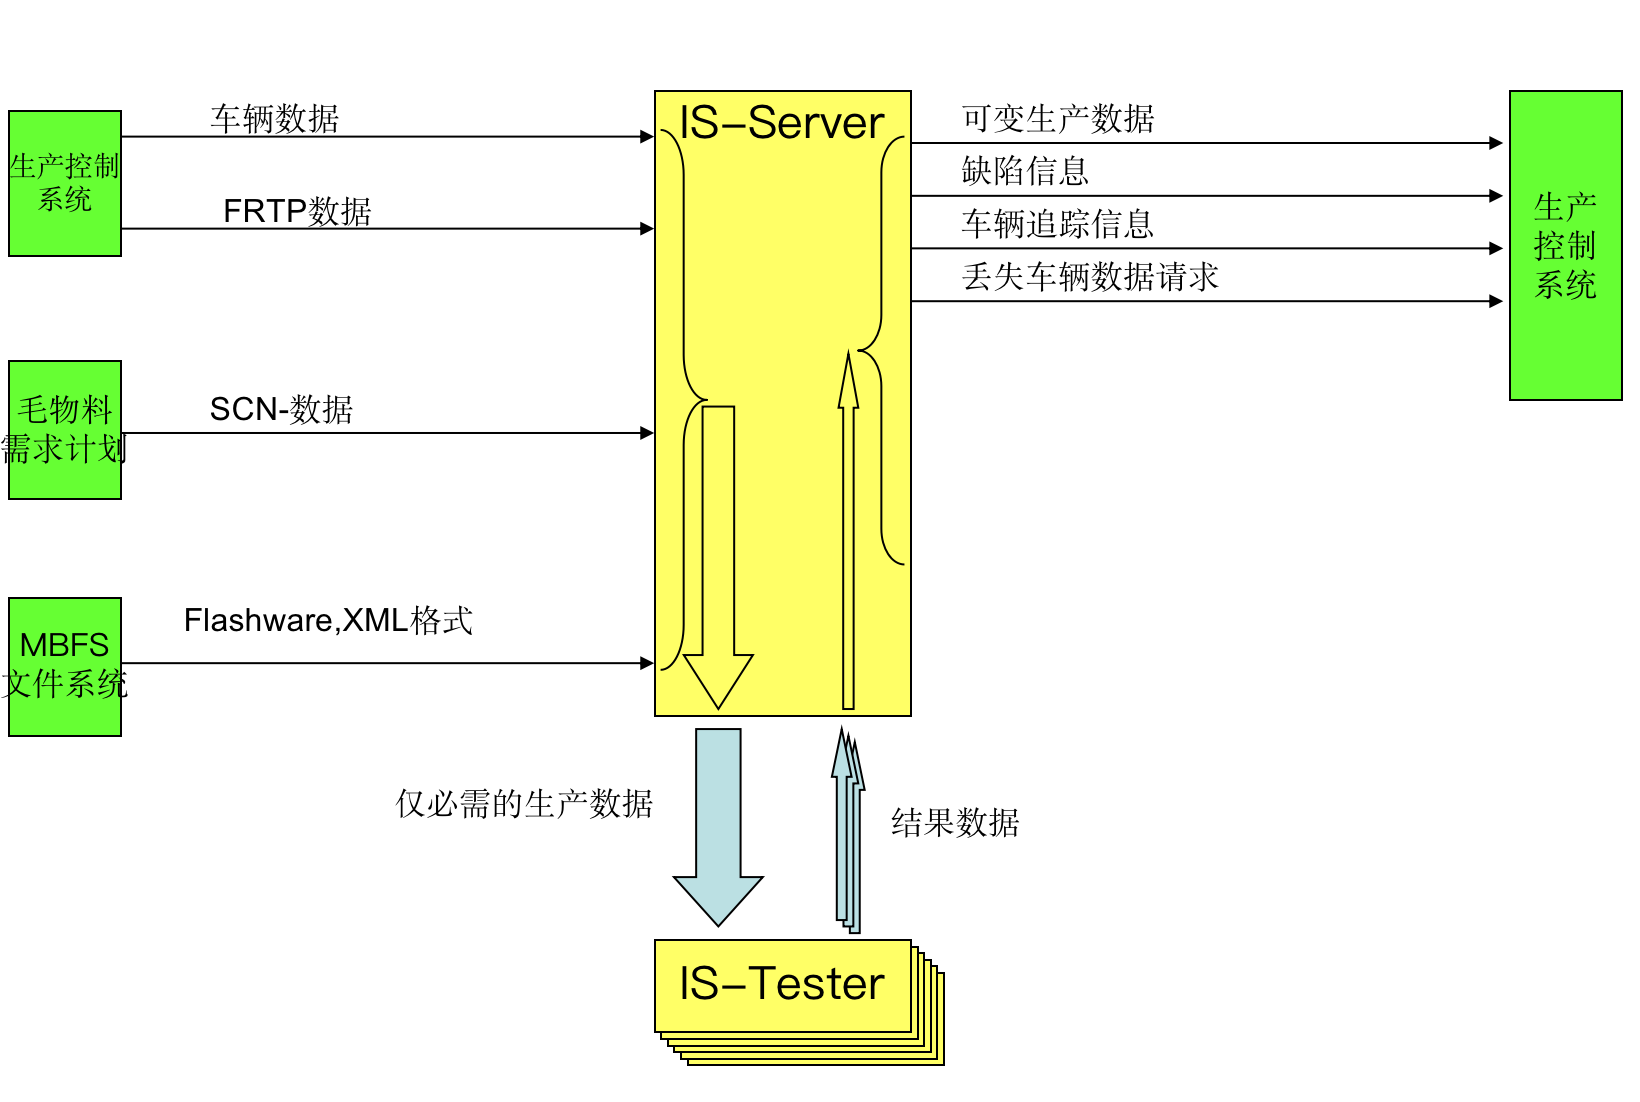 IS-Server
车辆数据
生产控制
系统
FRTP数据
毛物料
需求计划
SCN-数据
MBFS
文件系统
Flashware,XML格式
可变生产数据
缺陷信息
车辆追踪信息
丢失车辆数据请求
生产
控制
系统
仅必需的生产数据
结果数据
IS-Tester